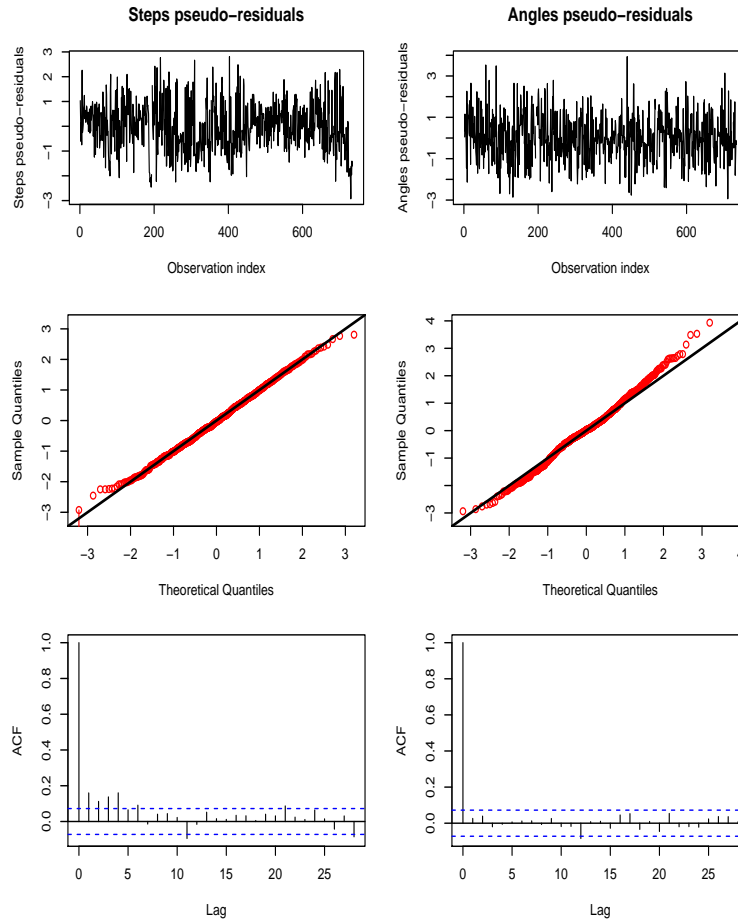 Steps pseudo−residuals
Angles pseudo−residuals
Steps pseudo−residuals
−3 −1 1 2 3
0 200 400 600
Observation index
Angles pseudo−residuals
−3 −1 1 3
0 200 400 600
Observation index
Sample Quantiles
−3 −2 −1 0 1 2 3
−3 −2 −1 0 1 2 3
Theoretical Quantiles
Sample Quantiles
−3 −2 −1 0 1 2 3 4
−3 −2 −1 0 1 2 3 4
Theoretical Quantiles
ACF
0.0 0.2 0.4 0.6 0.8 1.0
0 5 10 15 20 25
Lag
ACF
0.0 0.2 0.4 0.6 0.8 1.0
0 5 10 15 20 25
Lag